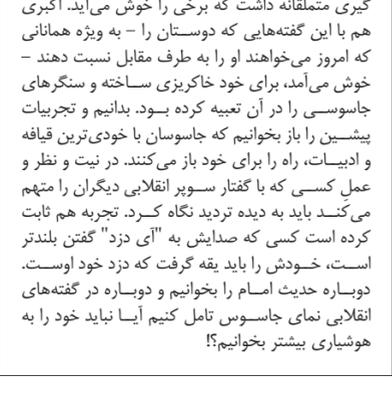 گیری متملقانه داشت که برخی را خوش می‌آید. اکبری
هم با این گفته‌هایی که دوستان را – به ویژه همانانی
که امروز می‌خواهند او را به طرف مقابل نسبت دهند –
خوش می‌آمد، برای خود خاکریزی ساخته و سنگرهای
جاسوسی را در آن تعبیه کرده بود. بدانیم و تجربیات
پیشین را باز بخوانیم که جاسوسان با خودی‌ترین قیافه
و ادبیات، راه را برای خود باز می‌کنند. در نیت و نظر و
عمل کسی که با گفتار سوپر انقلابی دیگران را متهم
می‌کند باید به دیده تردید نگاه کرد. تجربه هم ثابت
کرده است کسی که صدایش به "آی دزد" گفتن بلندتر
است، خودش را باید یقه گرفت که دزد خود اوست.
دوباره حدیث امام را بخوانیم و دوباره در گفته‌های
انقلابی نمای جاسوس تامل کنیم آیا نباید خود را به
هوشیاری بیشتر بخوانیم؟!